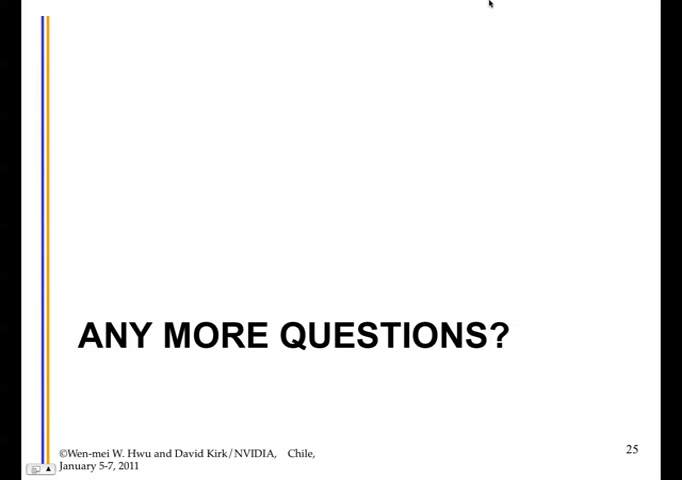 ANY MORE QUESTIONS?
©Wen-mei W. Hwu and David Kirk/NVIDIA, Chile,
January 5-7, 2011
25